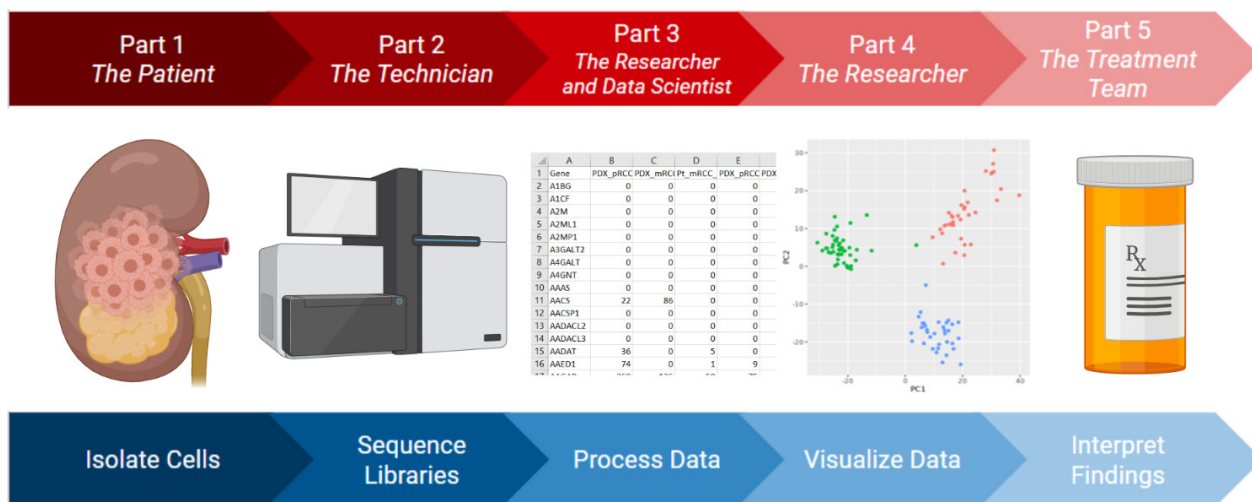 Part 1
The Patient
Part 2
The Technician
Part 3
The Researcher
and Data Scientist
Part 4
The Researcher
Part 5
The Treatment
Team
A B C D E
1 Gene PDX_pRCC PDX_mRC Pt_mRCC_ PDX_pRCC PDX
2 A1BG 0 0 0 0
3 A1CF 0 0 0 0
4 A2M 0 0 0 0
5 A2ML1 0 0 0 0
6 A2MP1 0 0 0 0
7 A3GALT2 0 0 0 0
8 A4GALT 0 0 0 0
9 A4GNT 0 0 0 0
10 AAAS 0 0 0 0
11 AACS 22 86 0 0
12 AACSP1 0 0 0 0
13 AADACL2 0 0 0 0
14 AADACL3 0 0 0 0
15 AADAT 36 0 5 0
16 AAED1 74 0 1 9
30
20
10
0
-10
-20
PC2
-20 0 20 40
PC1
Rx
Isolate Cells
Sequence
Libraries
Process Data
Visualize Data
Interpret
Findings